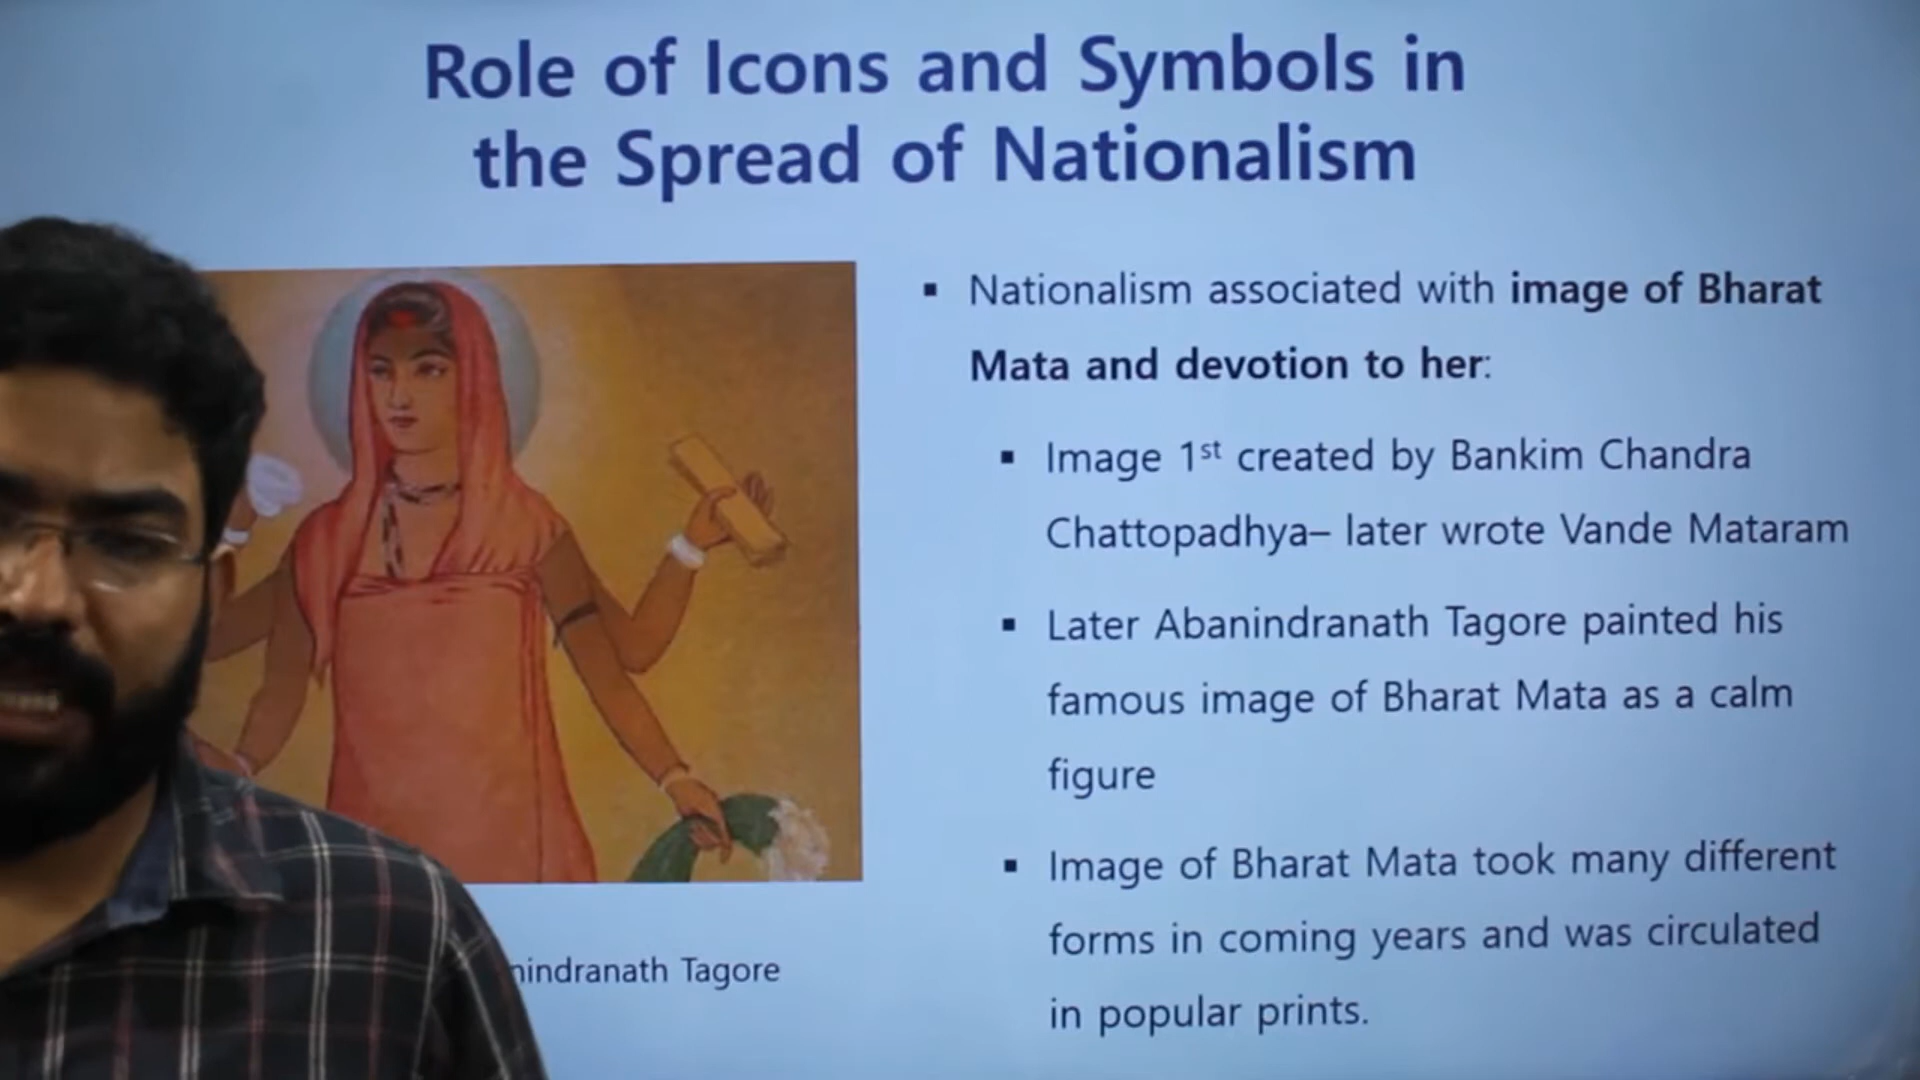 Role of Icons and Symbols in
the Spread of Nationalism
▪ Nationalism associated with image of Bharat
Mata and devotion to her:
▪ Image 1st created by Bankim Chandra
Chattopadhya– later wrote Vande Mataram
▪ Later Abanindranath Tagore painted his
famous image of Bharat Mata as a calm
figure
▪ Image of Bharat Mata took many different
forms in coming years and was circulated
in popular prints.
Tagore